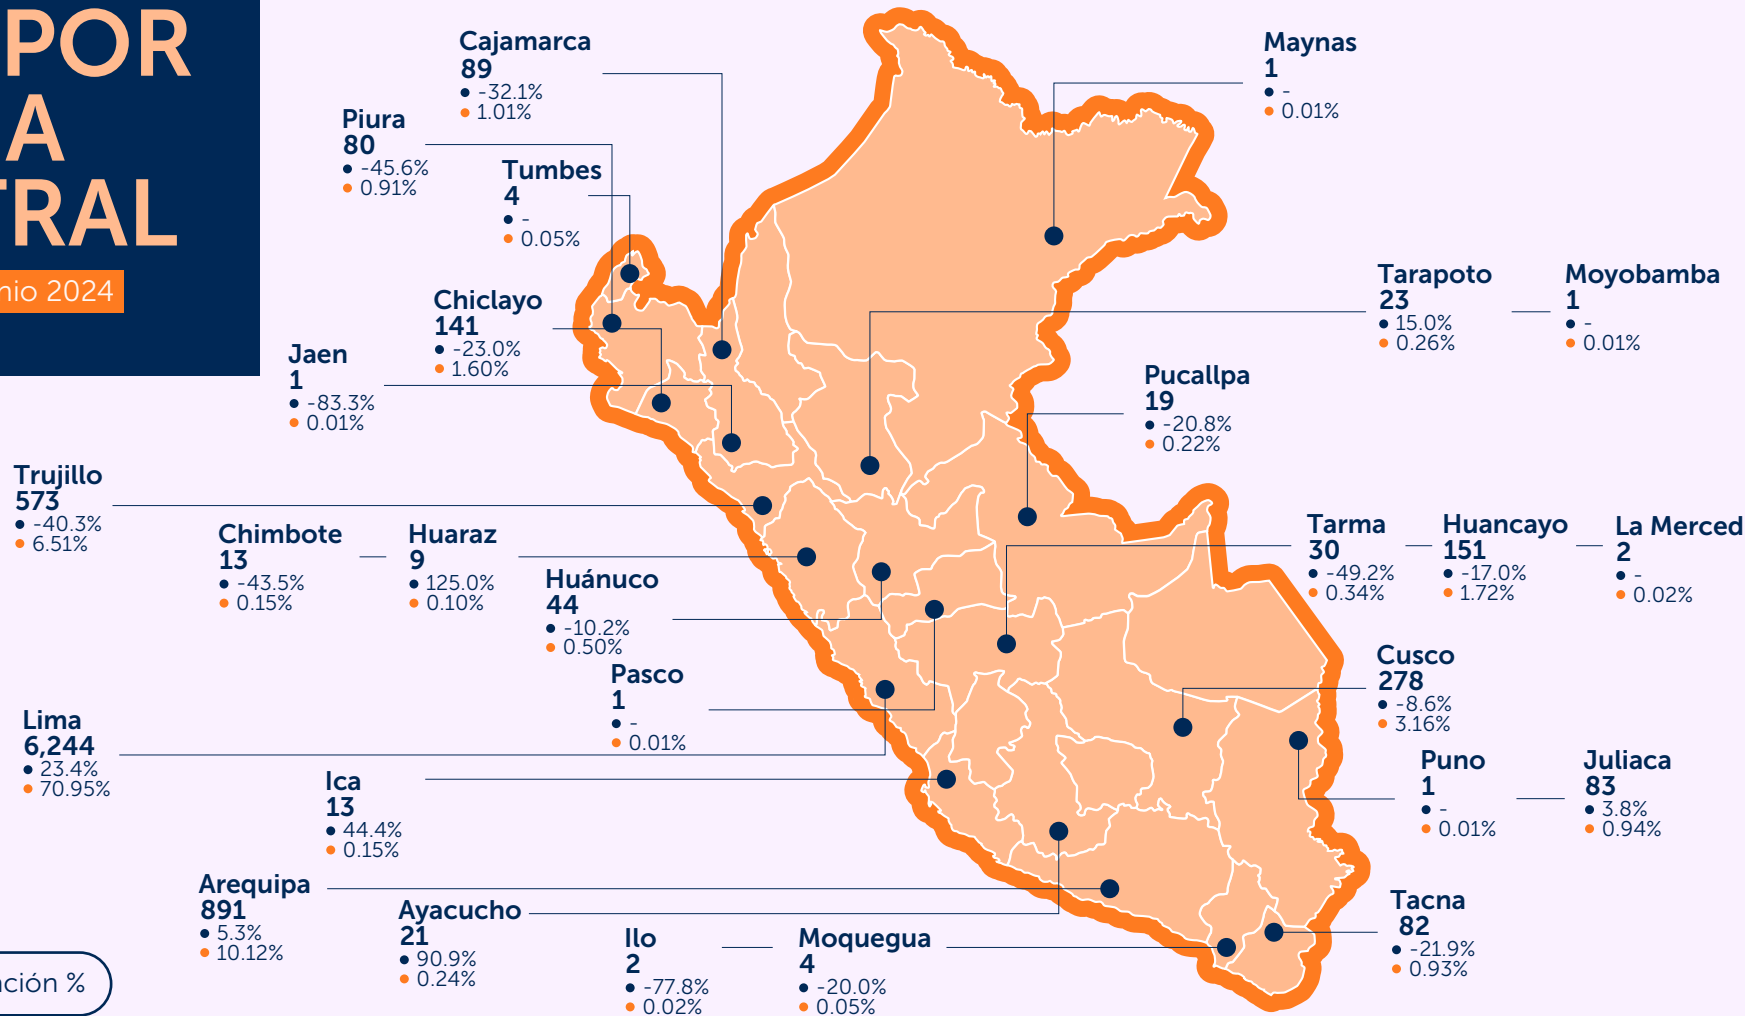 POR
A
TRAL
nio 2024
Cajamarca
89
-32.1%
1.01%
Piura
80
-45.6%
0.91%
Tumbes
4
-
0.05%
Chiclayo
141
-23.0%
1.60%
Jaen
1
-83.3%
0.01%
Trujillo
573
-40.3%
6.51%
Chimbote
13
-43.5%
0.15%
Huaraz
9
125.0%
0.10%
Huánuco
44
-10.2%
0.50%
Pasco
1
-
0.01%
Lima
6,244
23.4%
70.95%
Ica
13
44.4%
0.15%
Arequipa
891
5.3%
10.12%
Ayacucho
21
90.9%
0.24%
Ilo
2
-77.8%
0.02%
Moquegua
4
-20.0%
0.05%
Maynas
1
-
0.01%
Tarapoto
23
15.0%
0.26%
Moyobamba
1
-
0.01%
Pucallpa
19
-20.8%
0.22%
Tarma
30
-49.2%
0.34%
Huancayo
151
-17.0%
1.72%
La Merced
2
-
0.02%
Cusco
278
-8.6%
3.16%
Puno
1
-
0.01%
Juliaca
83
3.8%
0.94%
Tacna
82
-21.9%
0.93%
ación %